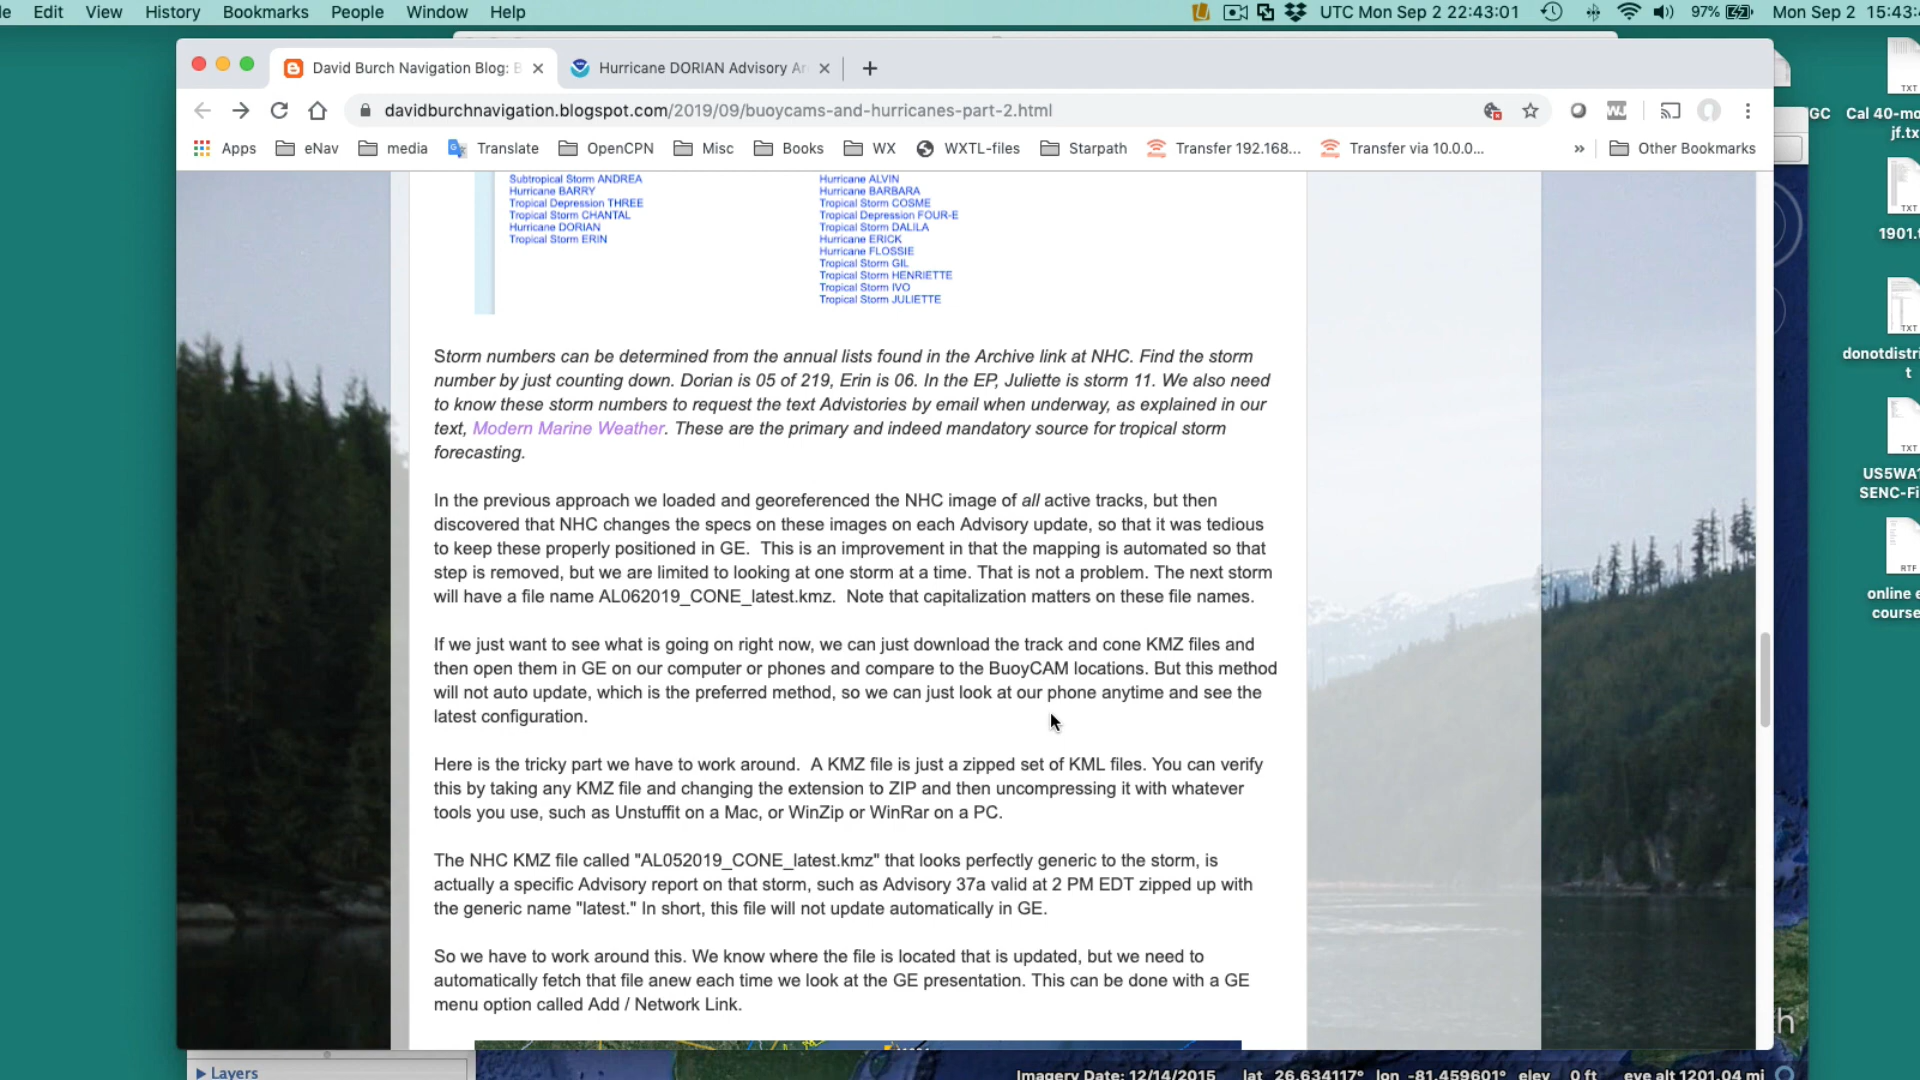 Edit View History Bookmarks People Window Help UTC Mon Sep 2 22:43:01 97% Mon Sep 2 15:43:
David Burch Navigation Blog: B Hurricane DORIAN Advisory Ar
davidburchnavigation.blogspot.com/2019/09/buoycams-and-hurricanes-part-2.html
Apps eNav media Translate OpenCPN Misc Books WX WXTL-files Starpath Transfer 192.168... Transfer via 10.0.0... » Other Bookmarks
Subtropical Storm ANDREA
Hurricane BARRY
Tropical Depression THREE
Tropical Storm CHANTAL
Hurricane DORIAN
Tropical Storm ERIN
Hurricane ALVIN
Hurricane BARBARA
Tropical Storm COSME
Tropical Depression FOUR-E
Tropical Storm DALILA
Hurricane ERICK
Hurricane FLOSSIE
Tropical Storm GIL
Tropical Storm HENRIETTE
Tropical Storm IVO
Tropical Storm JULIETTE
Storm numbers can be determined from the annual lists found in the Archive link at NHC. Find the storm
number by just counting down. Dorian is 05 of 219, Erin is 06. In the EP, Juliette is storm 11. We also need
to know these storm numbers to request the text Advistories by email when underway, as explained in our
text, Modern Marine Weather. These are the primary and indeed mandatory source for tropical storm
forecasting.
In the previous approach we loaded and georeferenced the NHC image of all active tracks, but then
discovered that NHC changes the specs on these images on each Advisory update, so that it was tedious
to keep these properly positioned in GE. This is an improvement in that the mapping is automated so that
step is removed, but we are limited to looking at one storm at a time. That is not a problem. The next storm
will have a file name AL062019_CONE_latest.kmz. Note that capitalization matters on these file names.
If we just want to see what is going on right now, we can just download the track and cone KMZ files and
then open them in GE on our computer or phones and compare to the BuoyCAM locations. But this method
will not auto update, which is the preferred method, so we can just look at our phone anytime and see the
latest configuration.
Here is the tricky part we have to work around. A KMZ file is just a zipped set of KML files. You can verify
this by taking any KMZ file and changing the extension to ZIP and then uncompressing it with whatever
tools you use, such as Unstuffit on a Mac, or WinZip or WinRar on a PC.
The NHC KMZ file called "AL052019_CONE_latest.kmz" that looks perfectly generic to the storm, is
actually a specific Advisory report on that storm, such as Advisory 37a valid at 2 PM EDT zipped up with
the generic name "latest." In short, this file will not update automatically in GE.
So we have to work around this. We know where the file is located that is updated, but we need to
automatically fetch that file anew each time we look at the GE presentation. This can be done with a GE
menu option called Add / Network Link.
Layers
Imagery Date: 12/14/2015 lat 26.634117° lon -81.459601° elev 0 ft eye alt 1201.04 mi
TXT
GC Cal 40-mo
jf.tx
TXT
1901.t
TXT
donotdistri
t
TXT
US5WA1
SENC-Fi
RTF
online e
course